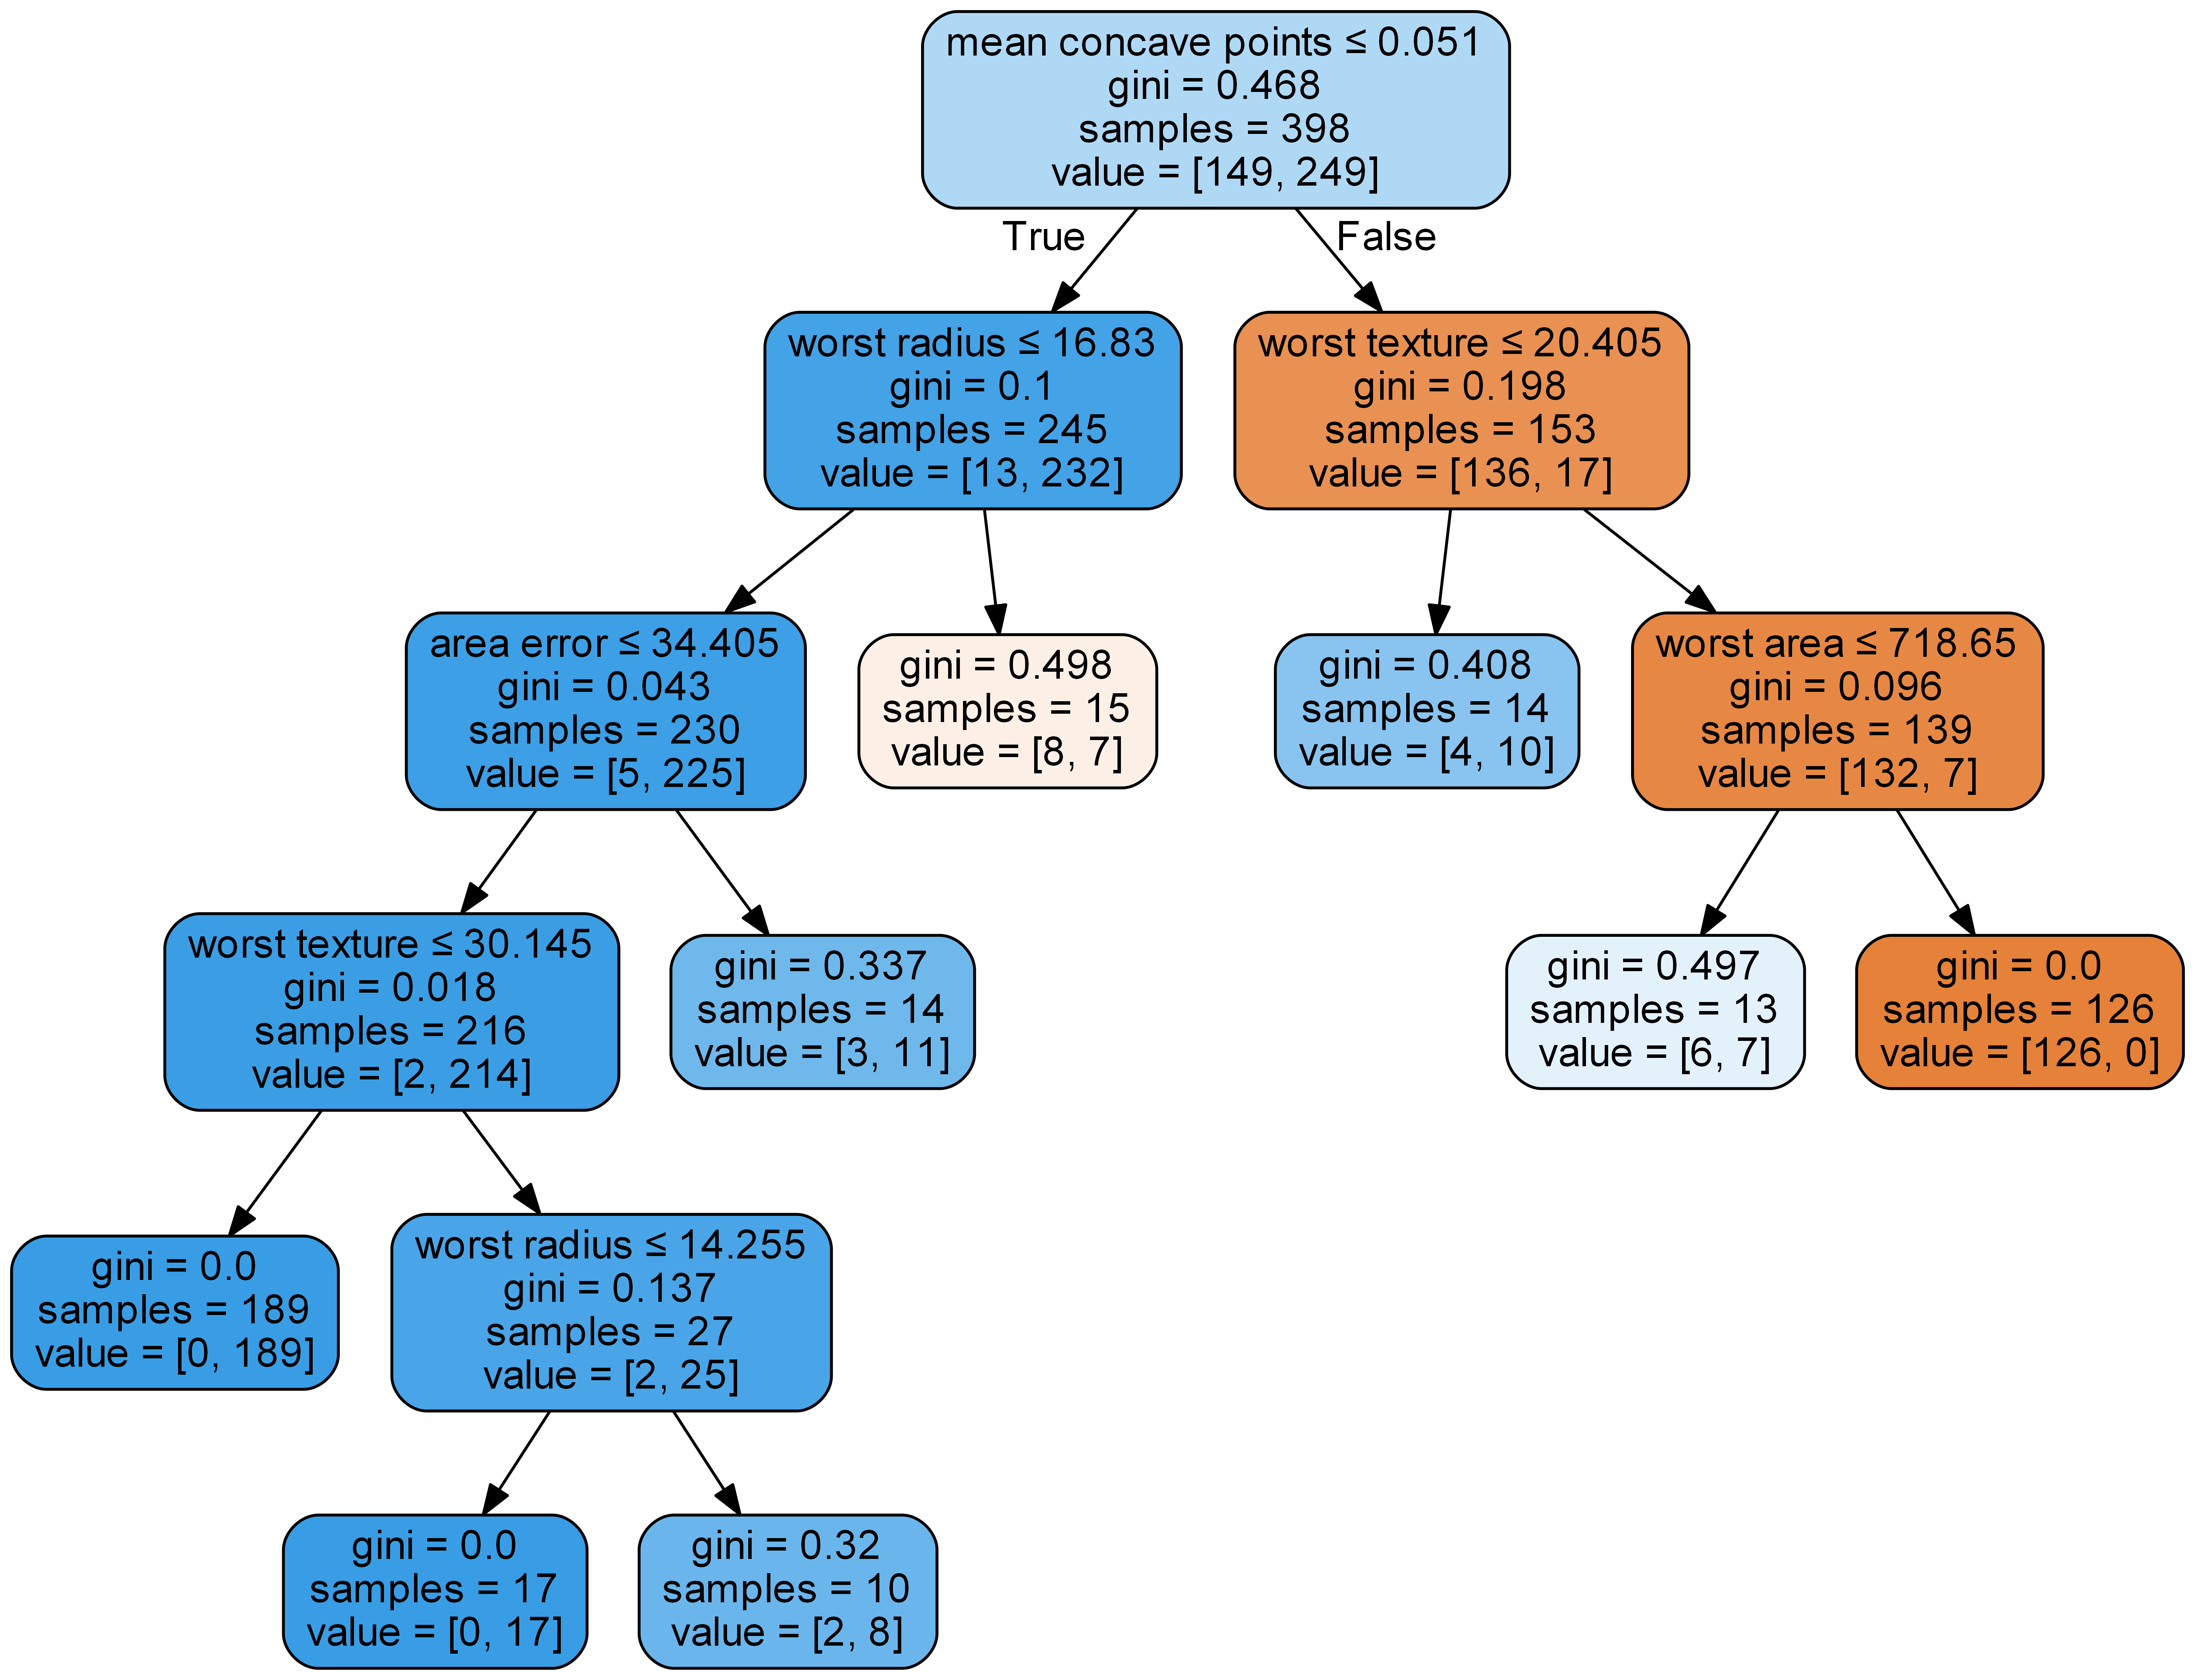 mean concave points ≤ 0.051
gini = 0.468
samples = 398
value = [149, 249]
True
False
worst radius ≤ 16.83
gini = 0.1
samples = 245
value = [13, 232]
worst texture ≤ 20.405
gini = 0.198
samples = 153
value = [136, 17]
area error ≤ 34.405
gini = 0.043
samples = 230
value = [5, 225]
gini = 0.498
samples = 15
value = [8, 7]
gini = 0.408
samples = 14
value = [4, 10]
worst area ≤ 718.65
gini = 0.096
samples = 139
value = [132, 7]
worst texture ≤ 30.145
gini = 0.018
samples = 216
value = [2, 214]
gini = 0.337
samples = 14
value = [3, 11]
gini = 0.497
samples = 13
value = [6, 7]
gini = 0.0
samples = 126
value = [126, 0]
gini = 0.0
samples = 189
value = [0, 189]
worst radius ≤ 14.255
gini = 0.137
samples = 27
value = [2, 25]
gini = 0.0
samples = 17
value = [0, 17]
gini = 0.32
samples = 10
value = [2, 8]